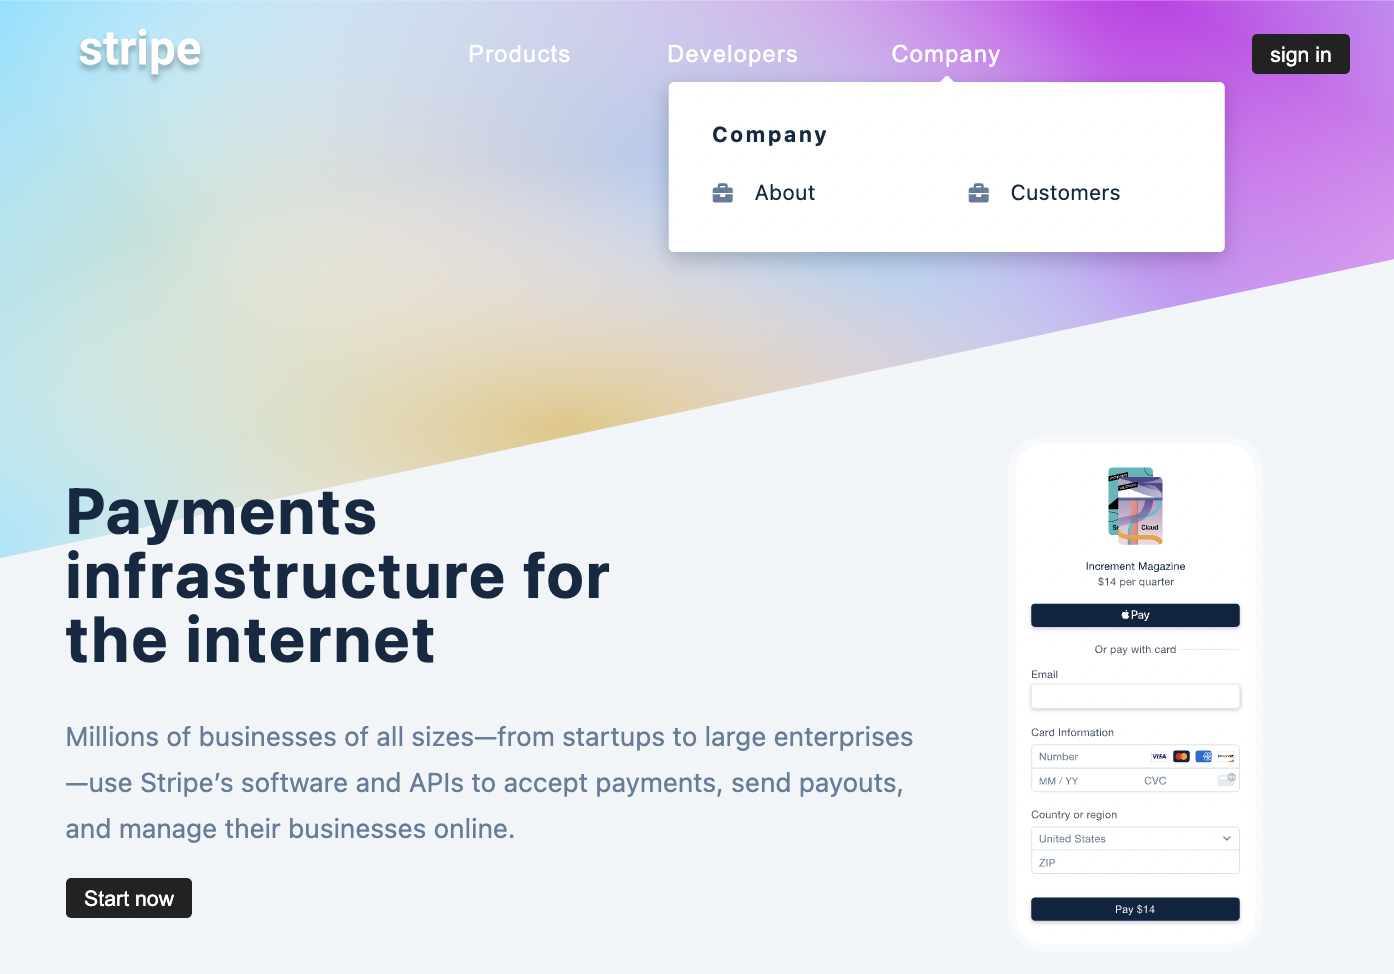 stripe
Products
Developers
Company
sign in
Company
About
Customers
Payments
infrastructure for
the internet
Millions of businesses of all sizes—from startups to large enterprises
—use Stripe’s software and APIs to accept payments, send payouts,
and manage their businesses online.
Start now
Cloud
Increment Magazine
$14 per quarter
Pay
Or pay with card
Email
Card Information
Number
VISA
MM / YY
CVC
Country or region
United States
ZIP
Pay $14